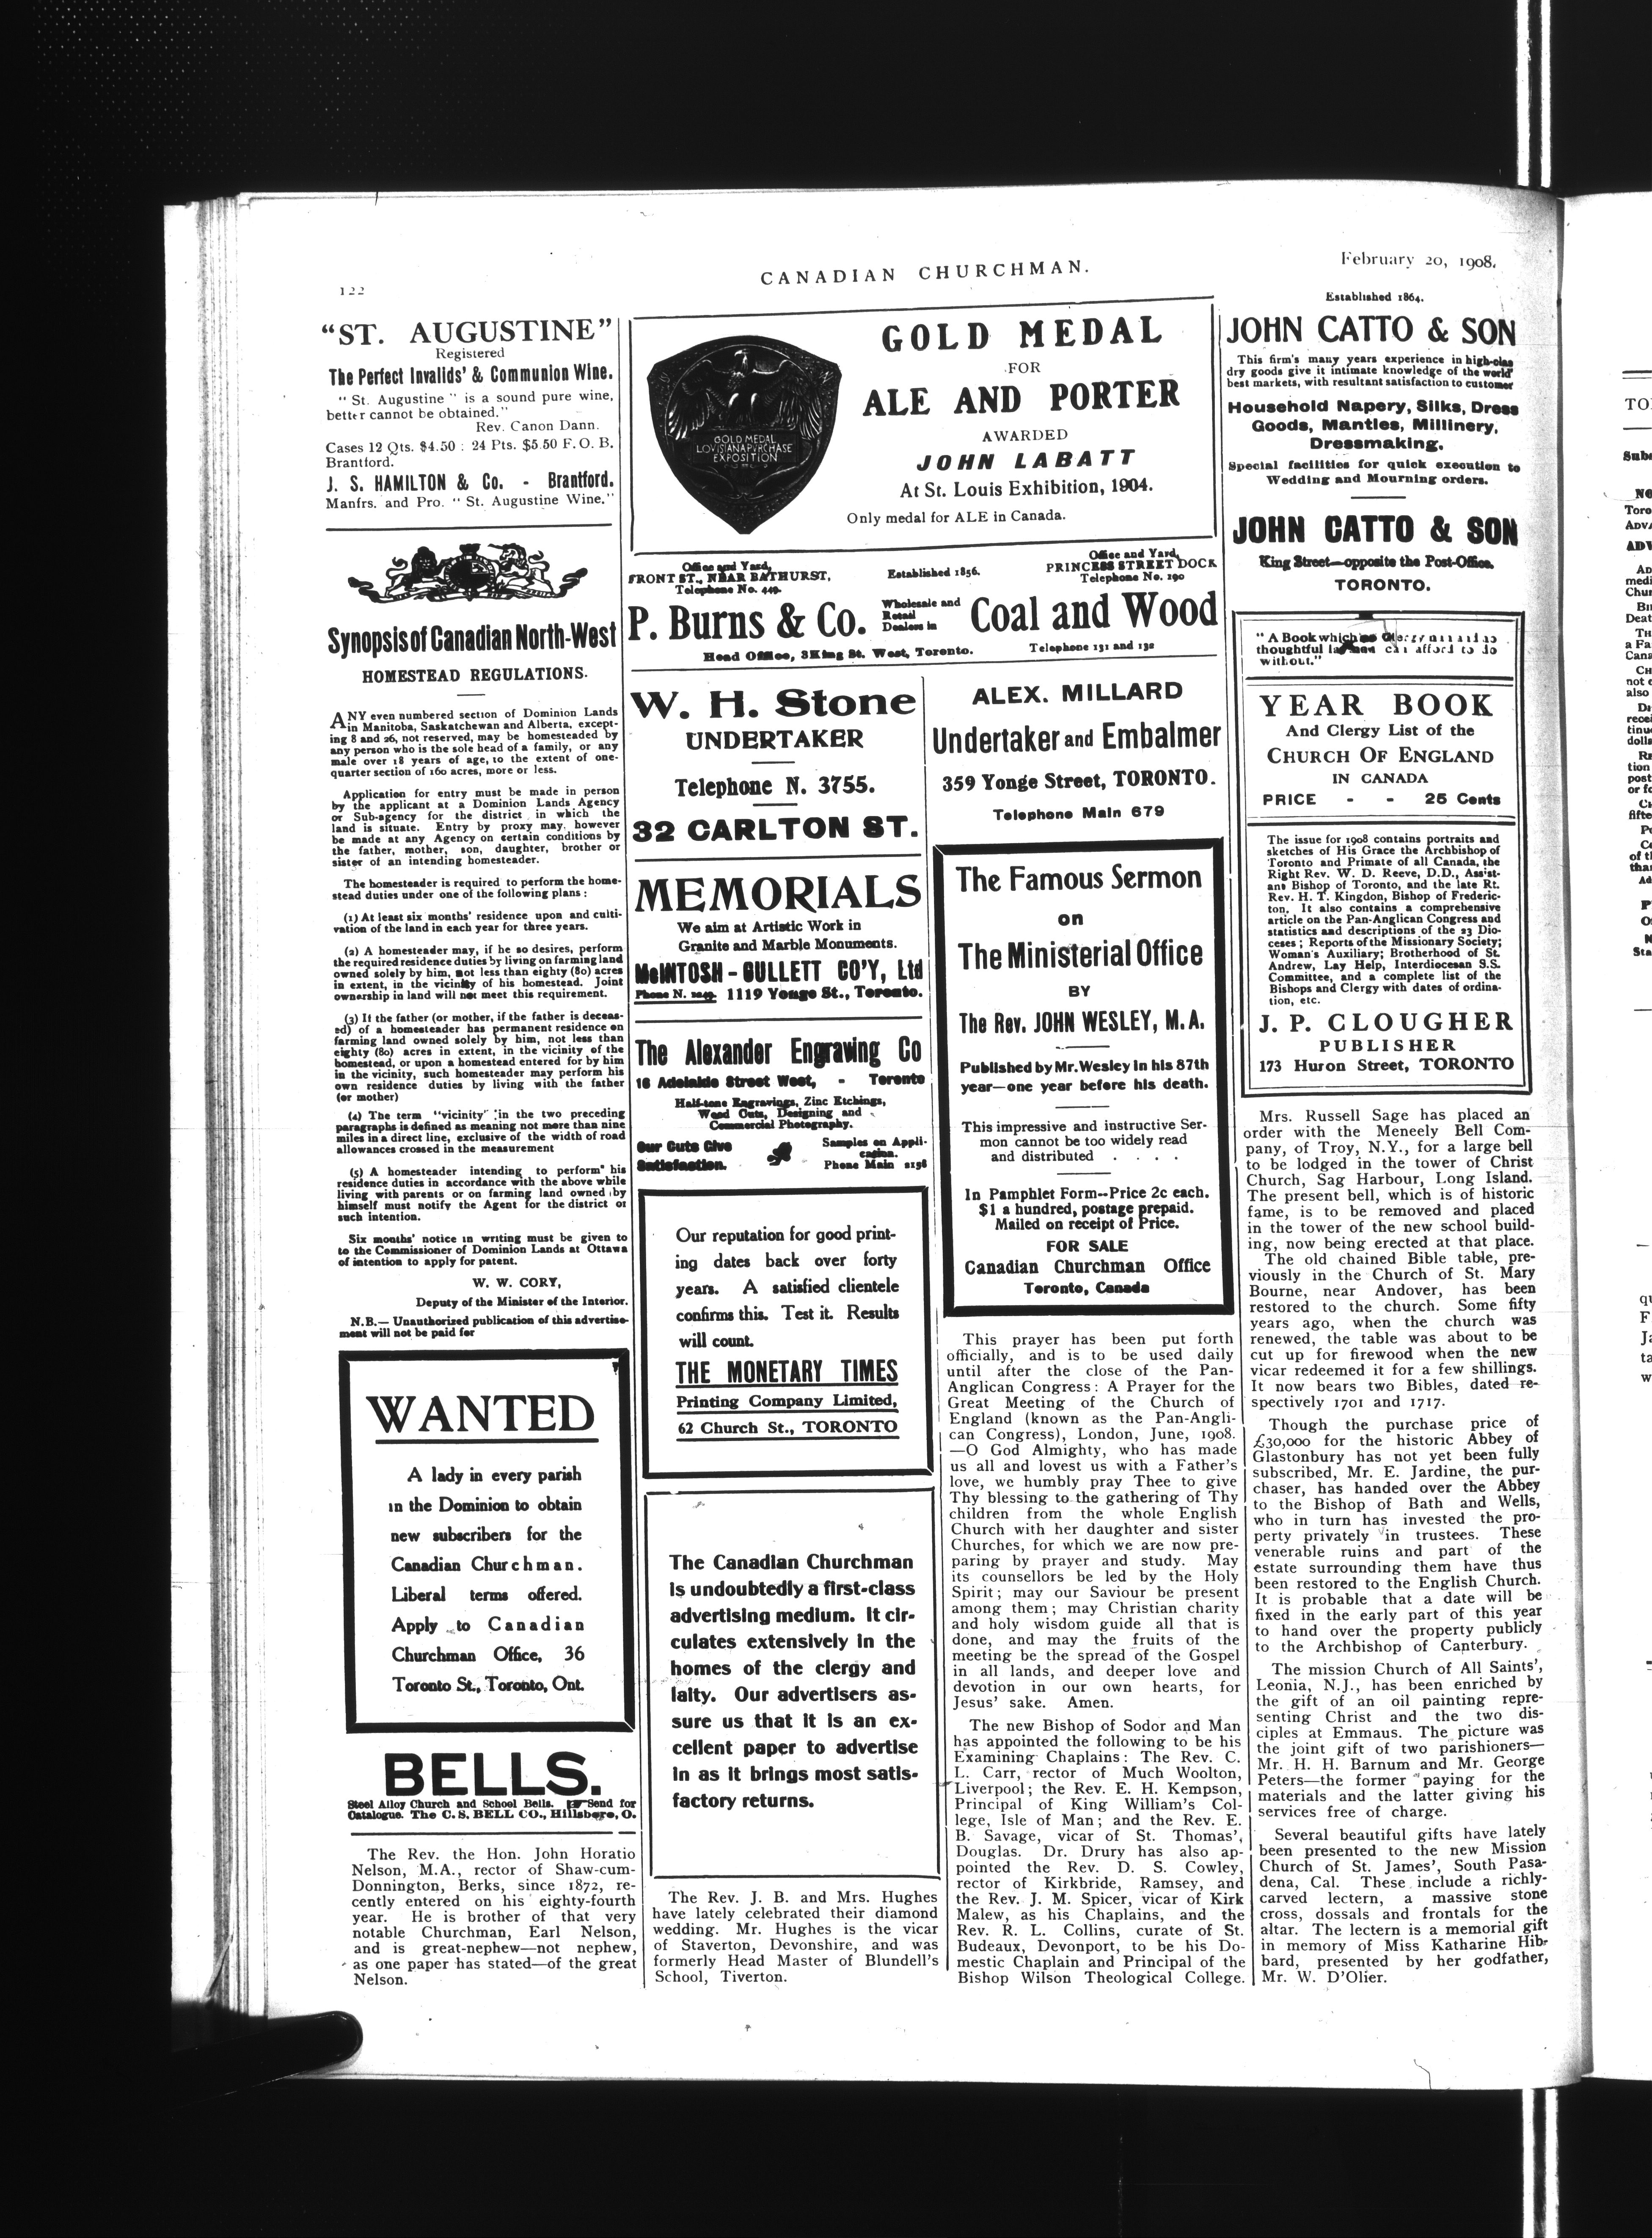 122
CANADIAN CHURCHMAN.
February 20, 1908.
"ST. AUGUSTINE"
Registered
The Perfect Invalids' & Communion Wine.
"St. Augustine" is a sound pure wine,
better cannot be obtained."
Rev. Canon Dann.
Cases 12 Qts. $4.50 : 24 Pts. $5.50 F. O. B.
Brantford.
J. S. HAMILTON & Co. - Brantford.
Manfrs. and Pro. "St. Augustine Wine."
Synopsis of Canadian North-West
HOMESTEAD REGULATIONS.
ANY even numbered section of Dominion Lands
in Manitoba, Saskatchewan and Alberta, except-
ing 8 and 26, not reserved, may be homesteaded by
any person who is the sole head of a family, or any
male over 18 years of age, to the extent of one-
quarter section of 160 acres, more or less.
Application for entry must be made in person
by the applicant at a Dominion Lands Agency
or Sub-agency for the district in which the
land is situate. Entry by proxy may, however
be made at any Agency on certain conditions by
the father, mother, son, daughter, brother or
sister of an intending homesteader.
The homesteader is required to perform the home-
stead duties under one of the following plans :
(1) At least six months' residence upon and culti-
vation of the land in each year for three years.
(2) A homesteader may, if he so desires, perform
the required residence duties by living on farming land
owned solely by him, not less than eighty (80) acres
in extent, in the vicinity of his homestead. Joint
ownership in land will not meet this requirement.
(3) If the father (or mother, if the father is deceas-
ed) of a homesteader has permanent residence on
farming land owned solely by him, not less than
eighty (80) acres in extent, in the vicinity of the
homestead, or upon a homestead entered for by him
in the vicinity, such homesteader may perform his
own residence duties by living with the father
(or mother)
(4) The term "vicinity" in the two preceding
paragraphs is defined as meaning not more than nine
miles in a direct line, exclusive of the width of road
allowances crossed in the measurement
(5) A homesteader intending to perform his
residence duties in accordance with the above while
living with parents or on farming land owned by
himself must notify the Agent for the district of
such intention.
Six months' notice in writing must be given to
to the Commissioner of Dominion Lands at Ottawa
of intention to apply for patent.
W. W. CORY,
Deputy of the Minister of the Interior.
N.B.— Unauthorized publication of this advertise-
ment will not be paid for
WANTED
A lady in every parish
in the Dominion to obtain
new subscribers for the
Canadian Churchman.
Liberal terms offered.
Apply to Canadian
Churchman Office, 36
Toronto St., Toronto, Ont.
BELLS.
Steel Alloy Church and School Bells. Send for
Catalogue. The C. S. BELL CO., Hillsboro, O.
The Rev. the Hon. John Horatio
Nelson, M.A., rector of Shaw-cum-
Donnington, Berks, since 1872, re-
cently entered on his eighty-fourth
year. He is brother of that very
notable Churchman, Earl Nelson,
and is great-nephew—not nephew,
as one paper has stated—of the great
Nelson.
GOLD MEDAL
LOUISIANA PURCHASE
EXPOSITION
GOLD MEDAL
FOR
ALE AND PORTER
AWARDED
JOHN LABATT
At St. Louis Exhibition, 1904.
Only medal for ALE in Canada.
Office and Yard,
FRONT ST., NEAR BATHURST,
Telephone No. 449.
Established 1856.
Office and Yard,
PRINCESS STREET DOCK
Telephone No. 190
P. Burns & Co. Wholesale and Retail Dealers in Coal and Wood
Head Office, 3 King St. West, Toronto. Telephone 131 and 132
W. H. Stone
UNDERTAKER
Telephone N. 3755.
32 CARLTON ST.
MEMORIALS
We aim at Artistic Work in
Granite and Marble Monuments.
McINTOSH - GULLETT CO'Y, Ltd
Phone N. 1249. 1119 Yonge St., Toronto.
The Alexander Engraving Co
16 Adelaide Street West, - Toronto
Half-tone Engravings, Zinc Etchings,
Wood Cuts, Designing and
Commercial Photography.
Our Cuts Give
Satisfaction.
Samples on Appli-
cation.
Phone Main 2158
Our reputation for good print-
ing dates back over forty
years. A satisfied clientele
confirms this. Test it. Results
will count.
THE MONETARY TIMES
Printing Company Limited,
62 Church St., TORONTO
The Canadian Churchman
is undoubtedly a first-class
advertising medium. It cir-
culates extensively in the
homes of the clergy and
laity. Our advertisers as-
sure us that it is an ex-
cellent paper to advertise
in as it brings most satis-
factory returns.
The Rev. J. B. and Mrs. Hughes
have lately celebrated their diamond
wedding. Mr. Hughes is the vicar
of Staverton, Devonshire, and was
formerly Head Master of Blundell's
School, Tiverton.
ALEX. MILLARD
Undertaker and Embalmer
359 Yonge Street, TORONTO.
Telephone Main 679
The Famous Sermon
on
The Ministerial Office
BY
The Rev. JOHN WESLEY, M.A.
Published by Mr. Wesley in his 87th
year—one year before his death.
This impressive and instructive Ser-
mon cannot be too widely read
and distributed . . . .
In Pamphlet Form--Price 2c each.
$1 a hundred, postage prepaid.
Mailed on receipt of Price.
FOR SALE
Canadian Churchman Office
Toronto, Canada
This prayer has been put forth
officially, and is to be used daily
until after the close of the Pan-
Anglican Congress: A Prayer for the
Great Meeting of the Church of
England (known as the Pan-Angli-
can Congress), London, June, 1908.
—O God Almighty, who has made
us all and lovest us with a Father's
love, we humbly pray Thee to give
Thy blessing to the gathering of Thy
children from the whole English
Church with her daughter and sister
Churches, for which we are now pre-
paring by prayer and study. May
its counsellors be led by the Holy
Spirit; may our Saviour be present
among them; may Christian charity
and holy wisdom guide all that is
done, and may the fruits of the
meeting be the spread of the Gospel
in all lands, and deeper love and
devotion in our own hearts, for
Jesus' sake. Amen.
The new Bishop of Sodor and Man
has appointed the following to be his
Examining Chaplains: The Rev. C.
L. Carr, rector of Much Woolton,
Liverpool; the Rev. E. H. Kempson,
Principal of King William's Col-
lege, Isle of Man; and the Rev. E.
B. Savage, vicar of St. Thomas',
Douglas. Dr. Drury has also ap-
pointed the Rev. D. S. Cowley,
rector of Kirkbride, Ramsey, and
the Rev. J. M. Spicer, vicar of Kirk
Malew, as his Chaplains, and the
Rev. R. L. Collins, curate of St.
Budeaux, Devonport, to be his Do-
mestic Chaplain and Principal of the
Bishop Wilson Theological College.
Established 1864.
JOHN CATTO & SON
This firm's many years experience in high-clas
dry goods give it intimate knowledge of the world
best markets, with resultant satisfaction to customer
Household Napery, Silks, Dress
Goods, Mantles, Millinery,
Dressmaking.
Special facilities for quick execution to
Wedding and Mourning orders.
JOHN CATTO & SON
King Street—opposite the Post-Office.
TORONTO.
"A Book which no Clergyman
thoughtful can afford to do
without."
YEAR BOOK
And Clergy List of the
CHURCH OF ENGLAND
IN CANADA
PRICE - - 25 Cents
The issue for 1908 contains portraits and
sketches of His Grace the Archbishop of
Toronto and Primate of all Canada, the
Right Rev. W. D. Reeve, D.D., Assist-
ant Bishop of Toronto, and the late Rt.
Rev. H. T. Kingdon, Bishop of Frederic-
ton. It also contains a comprehensive
article on the Pan-Anglican Congress and
statistics and descriptions of the 23 Dio-
ceses ; Reports of the Missionary Society;
Woman's Auxiliary; Brotherhood of St.
Andrew, Lay Help, Interdiocesan S.S.
Committee, and a complete list of the
Bishops and Clergy with dates of ordina-
tion, etc.
J. P. CLOUGHER
PUBLISHER
173 Huron Street, TORONTO
Mrs. Russell Sage has placed an
order with the Meneely Bell Com-
pany, of Troy, N.Y., for a large bell
to be lodged in the tower of Christ
Church, Sag Harbour, Long Island.
The present bell, which is of historic
fame, is to be removed and placed
in the tower of the new school build-
ing, now being erected at that place.
The old chained Bible table, pre-
viously in the Church of St. Mary
Bourne, near Andover, has been
restored to the church. Some fifty
years ago, when the church was
renewed, the table was about to be
cut up for firewood when the new
vicar redeemed it for a few shillings.
It now bears two Bibles, dated re-
spectively 1701 and 1717.
Though the purchase price of
£30,000 for the historic Abbey of
Glastonbury has not yet been fully
subscribed, Mr. E. Jardine, the pur-
chaser, has handed over the Abbey
to the Bishop of Bath and Wells,
who in turn has invested the pro-
perty privately in trustees. These
venerable ruins and part of the
estate surrounding them have thus
been restored to the English Church.
It is probable that a date will be
fixed in the early part of this year
to hand over the property publicly
to the Archbishop of Canterbury.
The mission Church of All Saints',
Leonia, N.J., has been enriched by
the gift of an oil painting repre-
senting Christ and the two dis-
ciples at Emmaus. The picture was
the joint gift of two parishioners—
Mr. H. H. Barnum and Mr. George
Peters—the former paying for the
materials and the latter giving his
services free of charge.
Several beautiful gifts have lately
been presented to the new Mission
Church of St. James', South Pasa-
dena, Cal. These include a richly-
carved lectern, a massive stone
cross, dossals and frontals for the
altar. The lectern is a memorial gift
in memory of Miss Katharine Hib-
bard, presented by her godfather,
Mr. W. D'Olier.